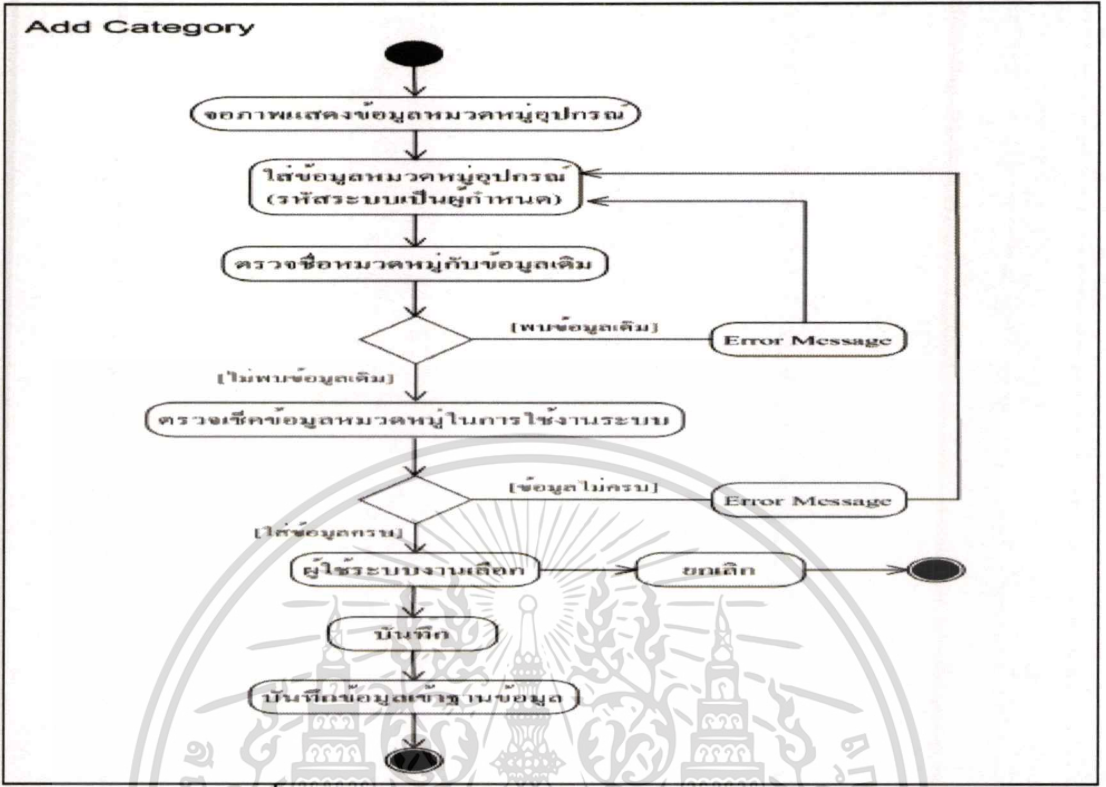 Add Category
จอภาพแสดงข้อมูลหมวดหมู่อุปกรณ์
ใส่ข้อมูลหมวดหมู่อุปกรณ์
(รหัสระบบเป็นผู้กำหนด)
ตรวจชื่อหมวดหมู่กับข้อมูลเดิม
[พบข้อมูลเดิม]
Error Message
[ไม่พบข้อมูลเดิม]
ตรวจเช็คข้อมูลหมวดหมู่ในการใช้งานระบบ
[ข้อมูลไม่ครบ]
Error Message
[ใส่ข้อมูลครบ]
ผู้ใช้ระบบงานเลือก
ยกเลิก
บันทึก
บันทึกข้อมูลเข้าฐานข้อมูล